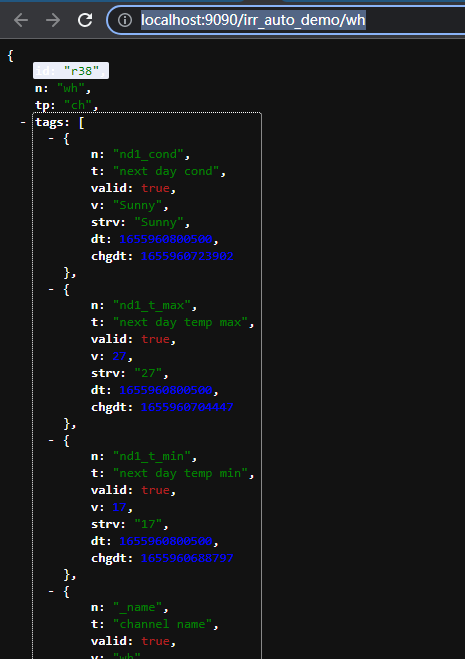 localhost:9090/irr_auto_demo/wh
{
id: "r38",
n: "wh",
tp: "ch",
- tags: [
- {
n: "nd1_cond",
t: "next day cond",
valid: true,
v: "Sunny",
strv: "Sunny",
dt: 1655960800500,
chgdt: 1655960723902
},
- {
n: "nd1_t_max",
t: "next day temp max",
valid: true,
v: 27,
strv: "27",
dt: 1655960800500,
chgdt: 1655960704447
},
- {
n: "nd1_t_min",
t: "next day temp min",
valid: true,
v: 17,
strv: "17",
dt: 1655960800500,
chgdt: 1655960688797
},
- {
n: "_name",
t: "channel name",
valid: true,
v: "wh"